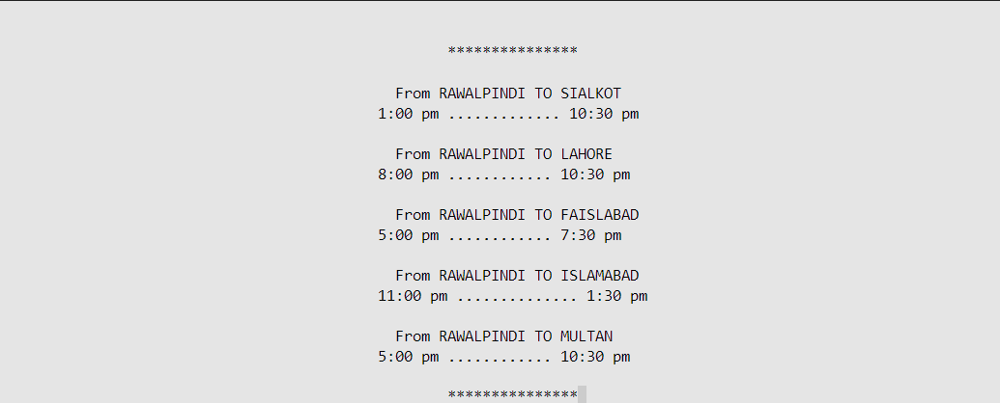 ***************
From RAWALPINDI TO SIALKOT
1:00 pm ............. 10:30 pm
From RAWALPINDI TO LAHORE
8:00 pm ............ 10:30 pm
From RAWALPINDI TO FAISLABAD
5:00 pm ............ 7:30 pm
From RAWALPINDI TO ISLAMABAD
11:00 pm .............. 1:30 pm
From RAWALPINDI TO MULTAN
5:00 pm ............ 10:30 pm
***************